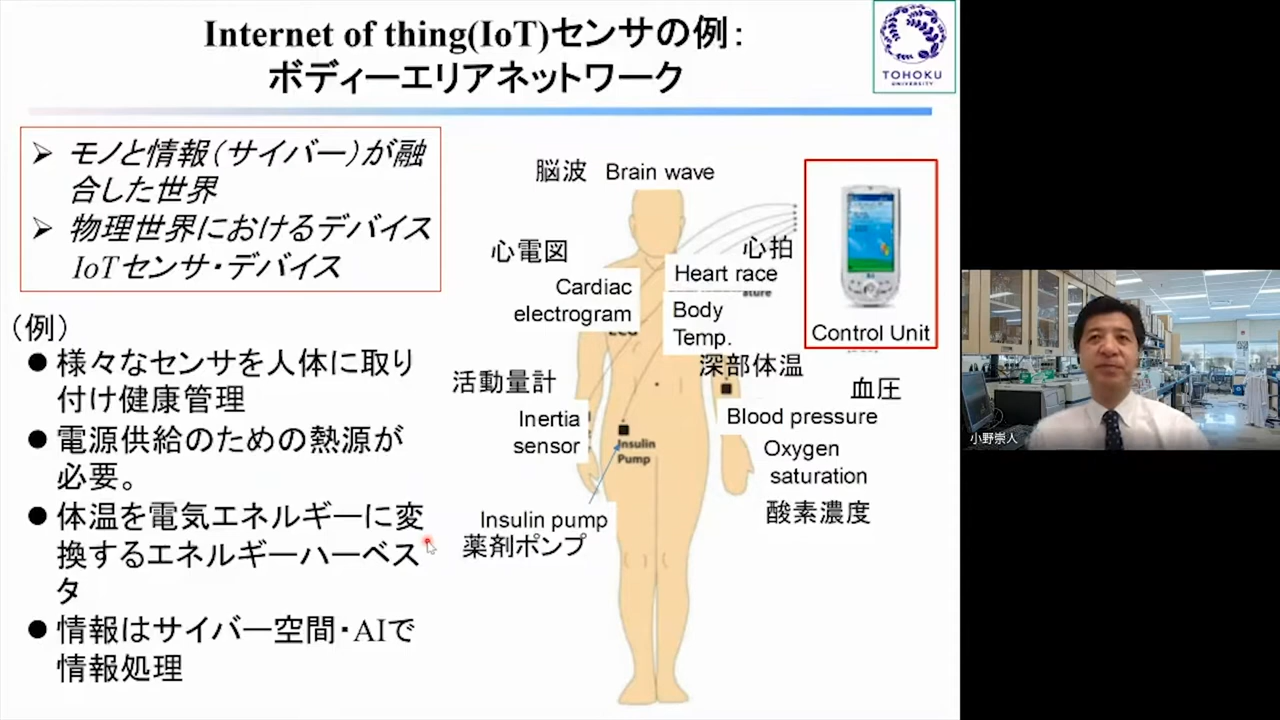 Internet of thing(IoT)センサの例：
ボディーエリアネットワーク
TOHOKU
UNIVERSITY
➢ モノと情報（サイバー）が融
合した世界
➢ 物理世界におけるデバイス
IoTセンサ・デバイス
（例）
● 様々なセンサを人体に取り
付け健康管理
● 電源供給のための熱源が
必要。
● 体温を電気エネルギーに変
換するエネルギーハーベス
タ
● 情報はサイバー空間・AIで
情報処理
脳波 Brain wave
心電図
Cardiac
electrogram
心拍
Heart race
ature
Body
Temp.
深部体温
Control Unit
活動量計
Inertia
sensor
血圧
Blood pressure
Oxygen
saturation
酸素濃度
Insulin
Pump
Insulin pump
薬剤ポンプ
小野崇人